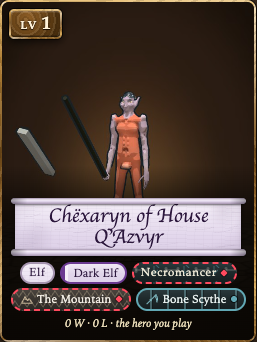 LV 1
Chëxaryn of House
Q'Azvyr
Elf Dark Elf Necromancer
The Mountain Bone Scythe
0 W · 0 L · the hero you play